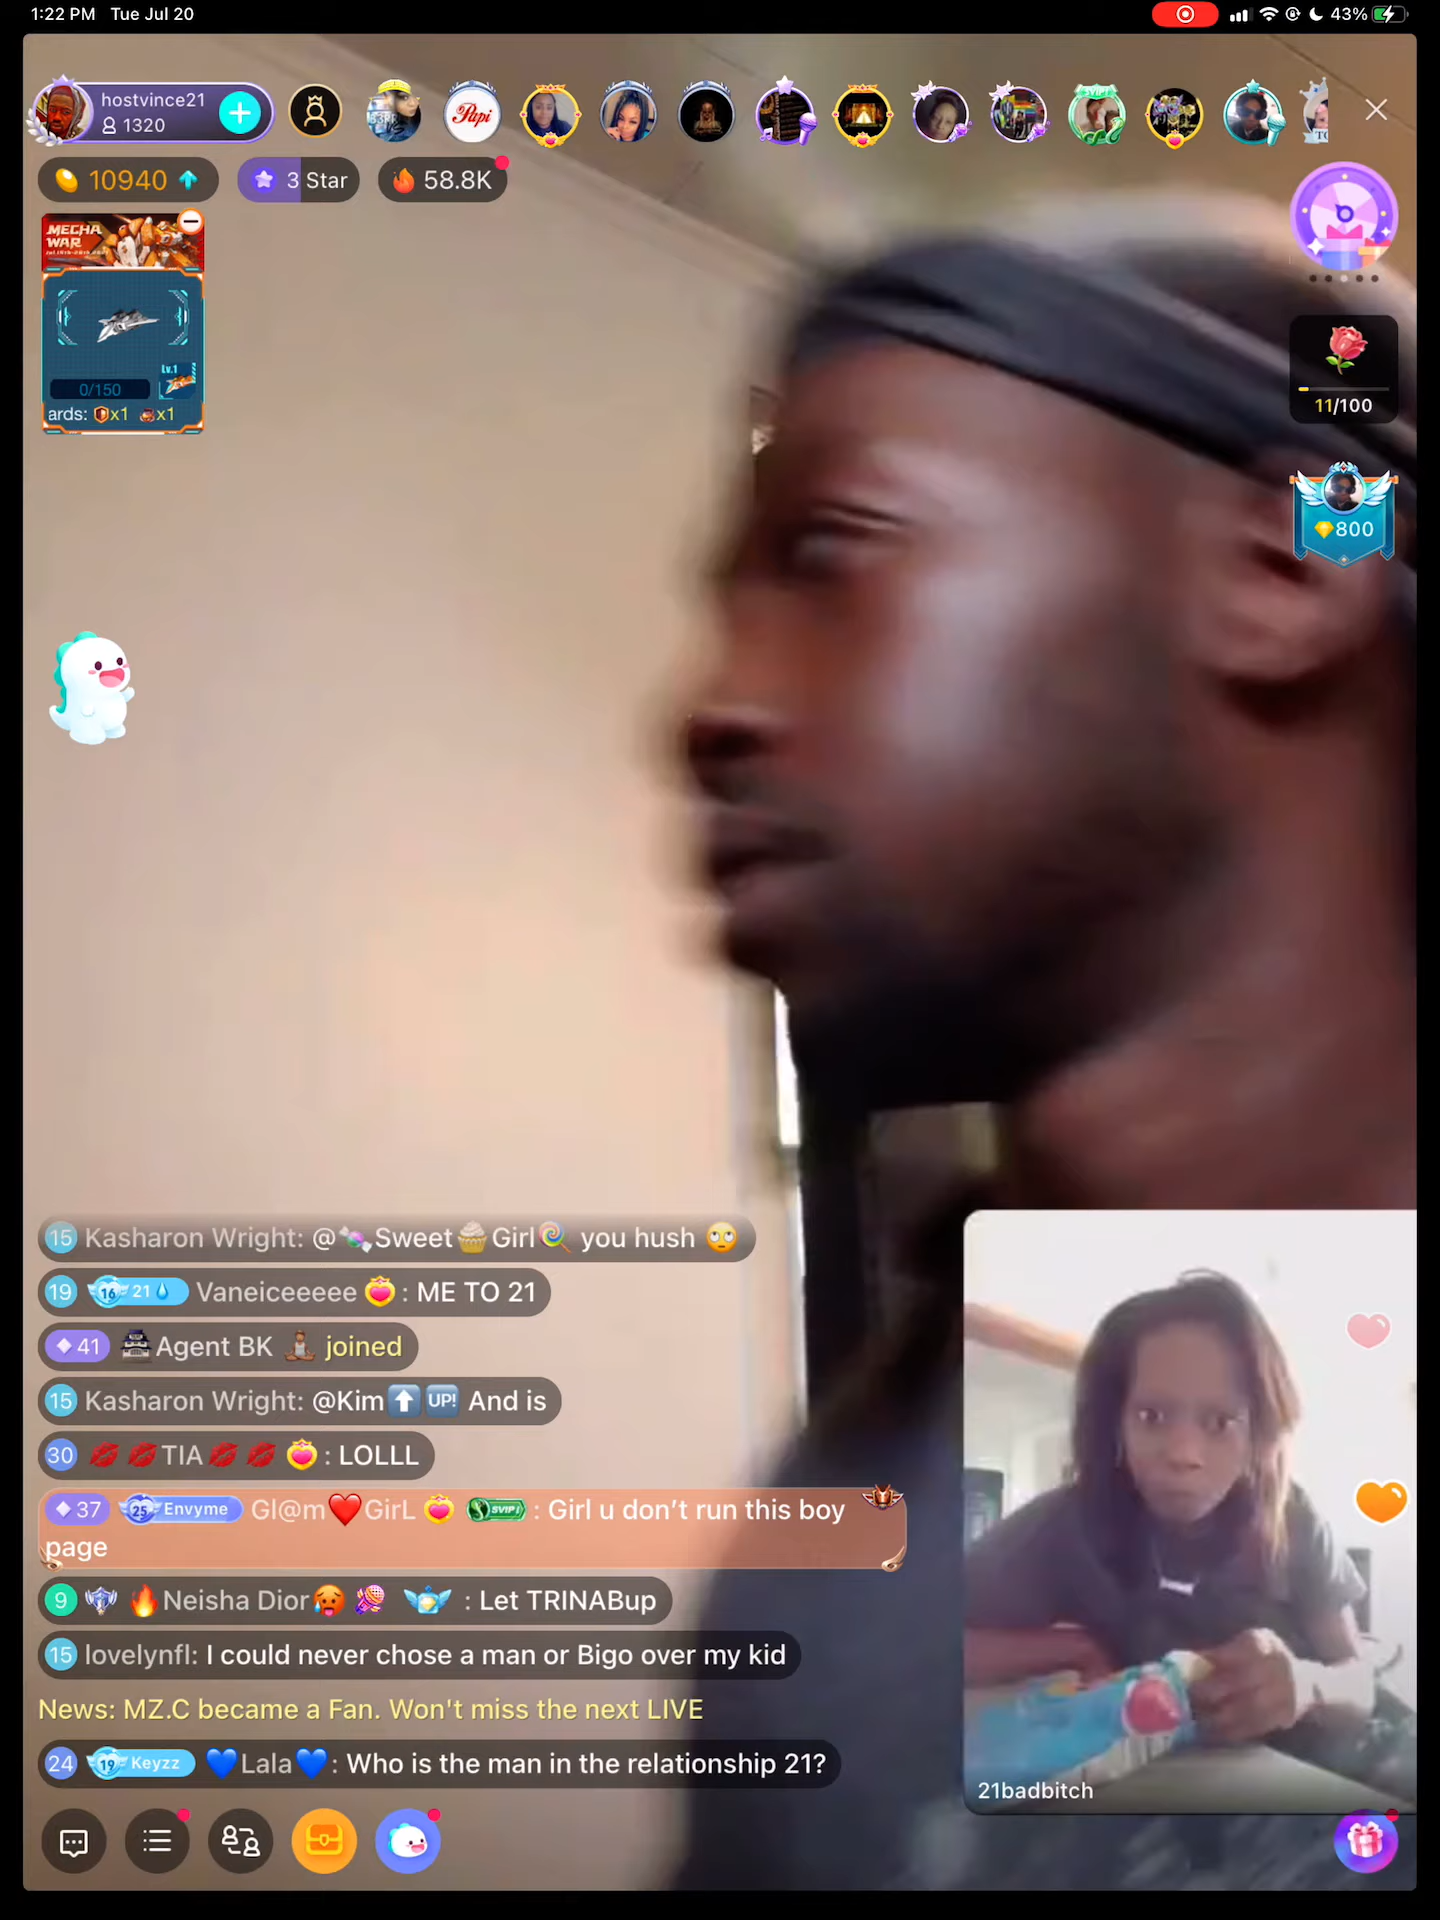 1:22 PM Tue Jul 20
43%
hostvince21
1320
Papi
SVIP1
10940
3 Star
58.8K
MECHA
WAR
Lv.1
0/150
ards: x1 x1
11/100
800
15 Kasharon Wright: @🍬Sweet🧁Girl🍭 you hush 🙄
19 16 21💧 Vaneiceeeee : ME TO 21
41 🏯Agent BK 🧘🏾‍♂️ joined
15 Kasharon Wright: @Kim⬆️🆙 And is
30 💋💋TIA💋💋 : LOLLL
37 25 Envyme Gl@m❤️GirL SVIP1 : Girl u don’t run this boy
page
9 🔥Neisha Dior🥵 : Let TRINABup
15 lovelynfl: I could never chose a man or Bigo over my kid
News: MZ.C became a Fan. Won't miss the next LIVE
24 19 Keyzz 💙Lala💙: Who is the man in the relationship 21?
21badbitch